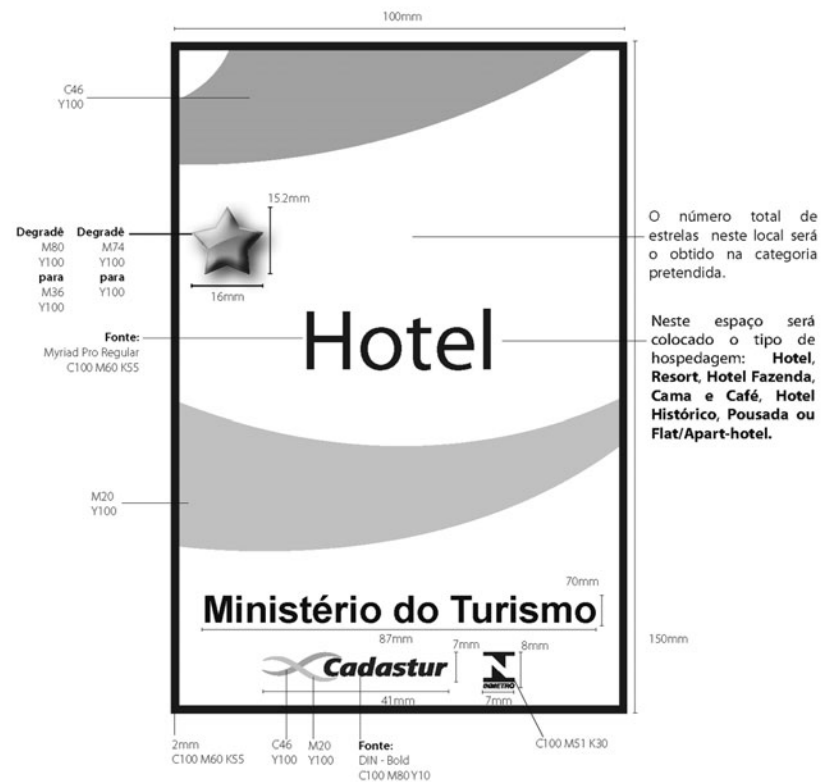 100mm
C46
Y100
15.2mm
Degradê Degradê
M80 M74
Y100 Y100
para para
M36 Y100
Y100
16mm
O número total de
estrelas neste local será
o obtido na categoria
pretendida.
Hotel
Fonte:
Myriad Pro Regular
C100 M60 K55
Neste espaço será
colocado o tipo de
hospedagem: Hotel,
Resort, Hotel Fazenda,
Cama e Café, Hotel
Histórico, Pousada ou
Flat/Apart-hotel.
M20
Y100
70mm
Ministério do Turismo
87mm
150mm
7mm
8mm
Cadastur
INMETRO
41mm
7mm
2mm
C100 M60 K55
C46
Y100
M20
Y100
Fonte:
DIN - Bold
C100 M80 Y10
C100 M51 K30